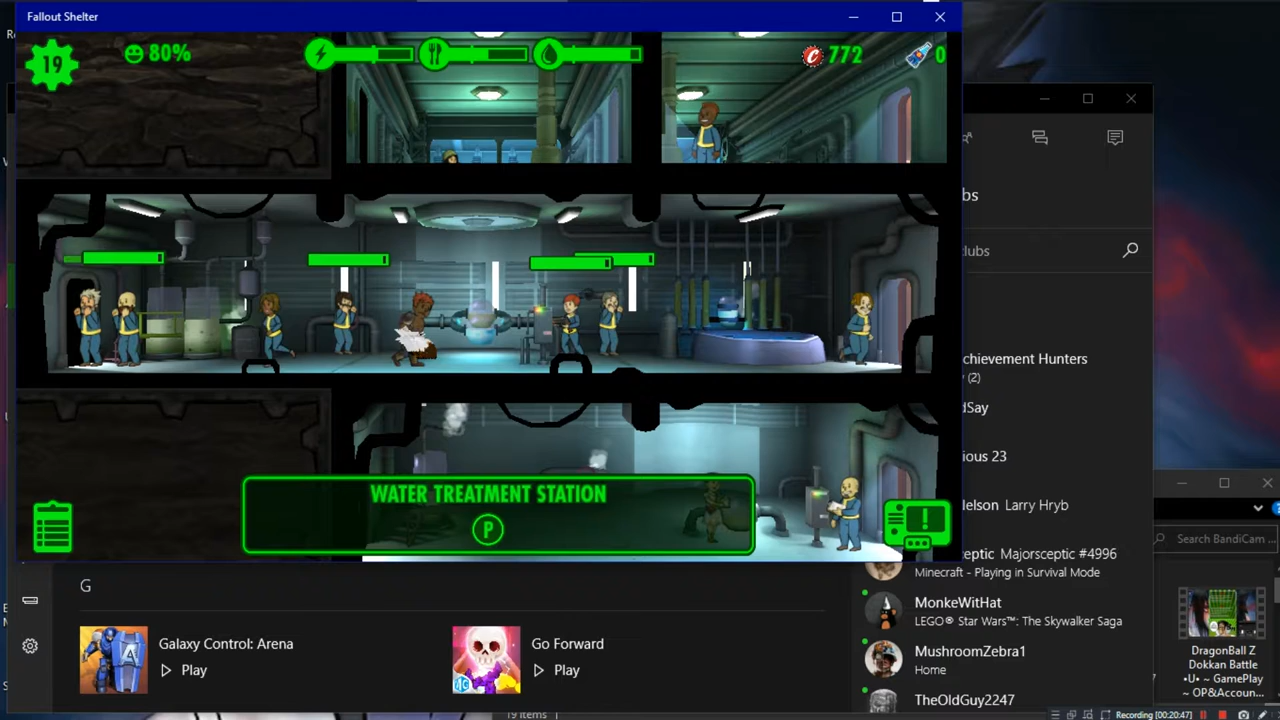 Fallout Shelter
19
80%
772
0
WATER TREATMENT STATION
P
bs
lubs
chievement Hunters
(2)
dSay
ious 23
Nelson Larry Hryb
ceptic Majorsceptic #4996
Minecraft - Playing in Survival Mode
MonkeWitHat
LEGO® Star Wars™: The Skywalker Saga
MushroomZebra1
Home
TheOldGuy2247
G
Galaxy Control: Arena
Play
Go Forward
Play
Search BandiCam ...
DragonBall Z
Dokkan Battle
•U• ~ GamePlay
~ OP&Accoun...
19 items
Recording [00:20:47]